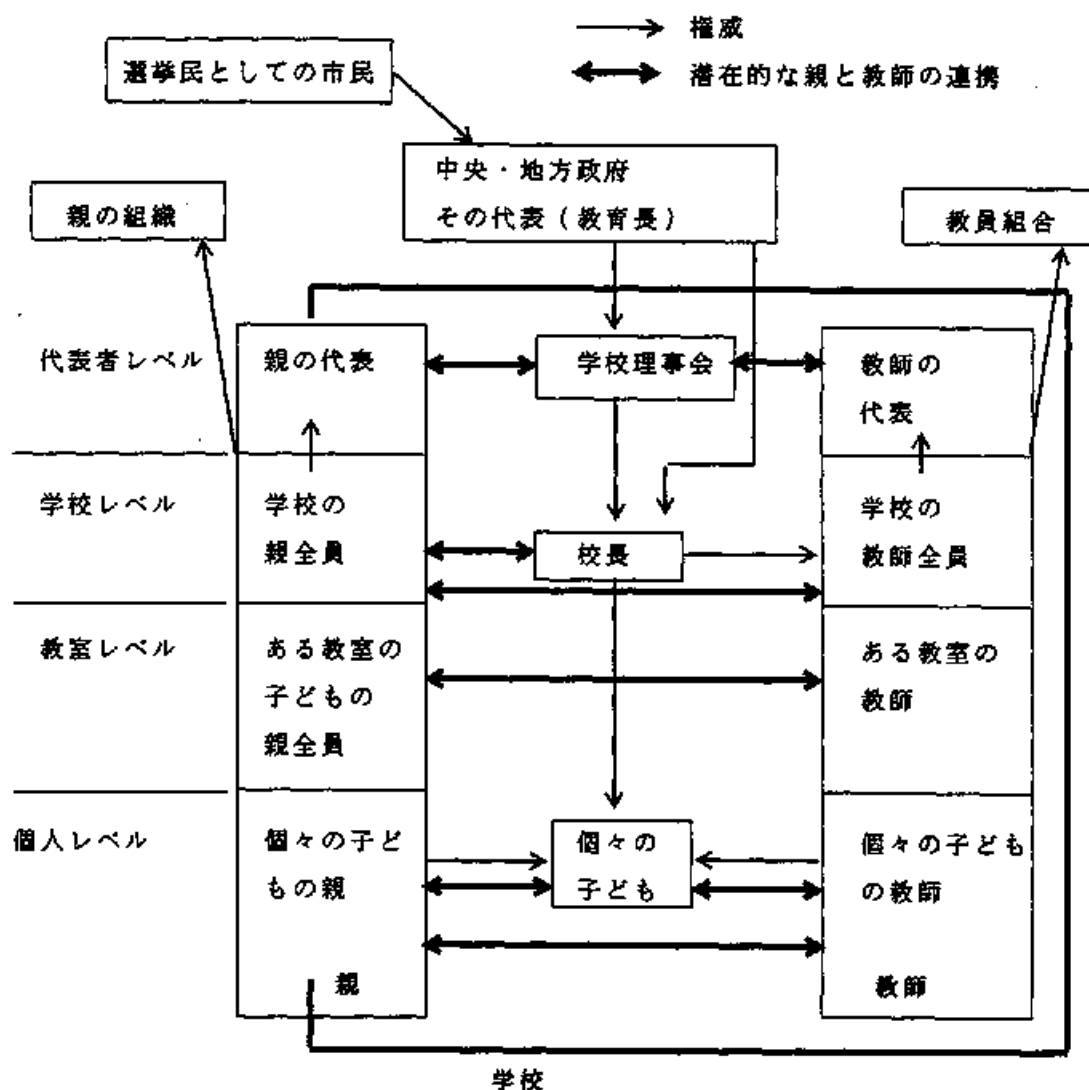 権威
選挙民としての市民
潜在的な親と教師の連携
中央・地方政府
その代表（教育長）
親の組織
教員組合
代表者レベル
親の代表
学校理事会
教師の
代表
学校レベル
学校の
親全員
校長
学校の
教師全員
教室レベル
ある教室の
子どもの
親全員
ある教室の
教師
個人レベル
個々の子ど
もの親
個々の
子ども
個々の子ども
の教師
親
教師
学校